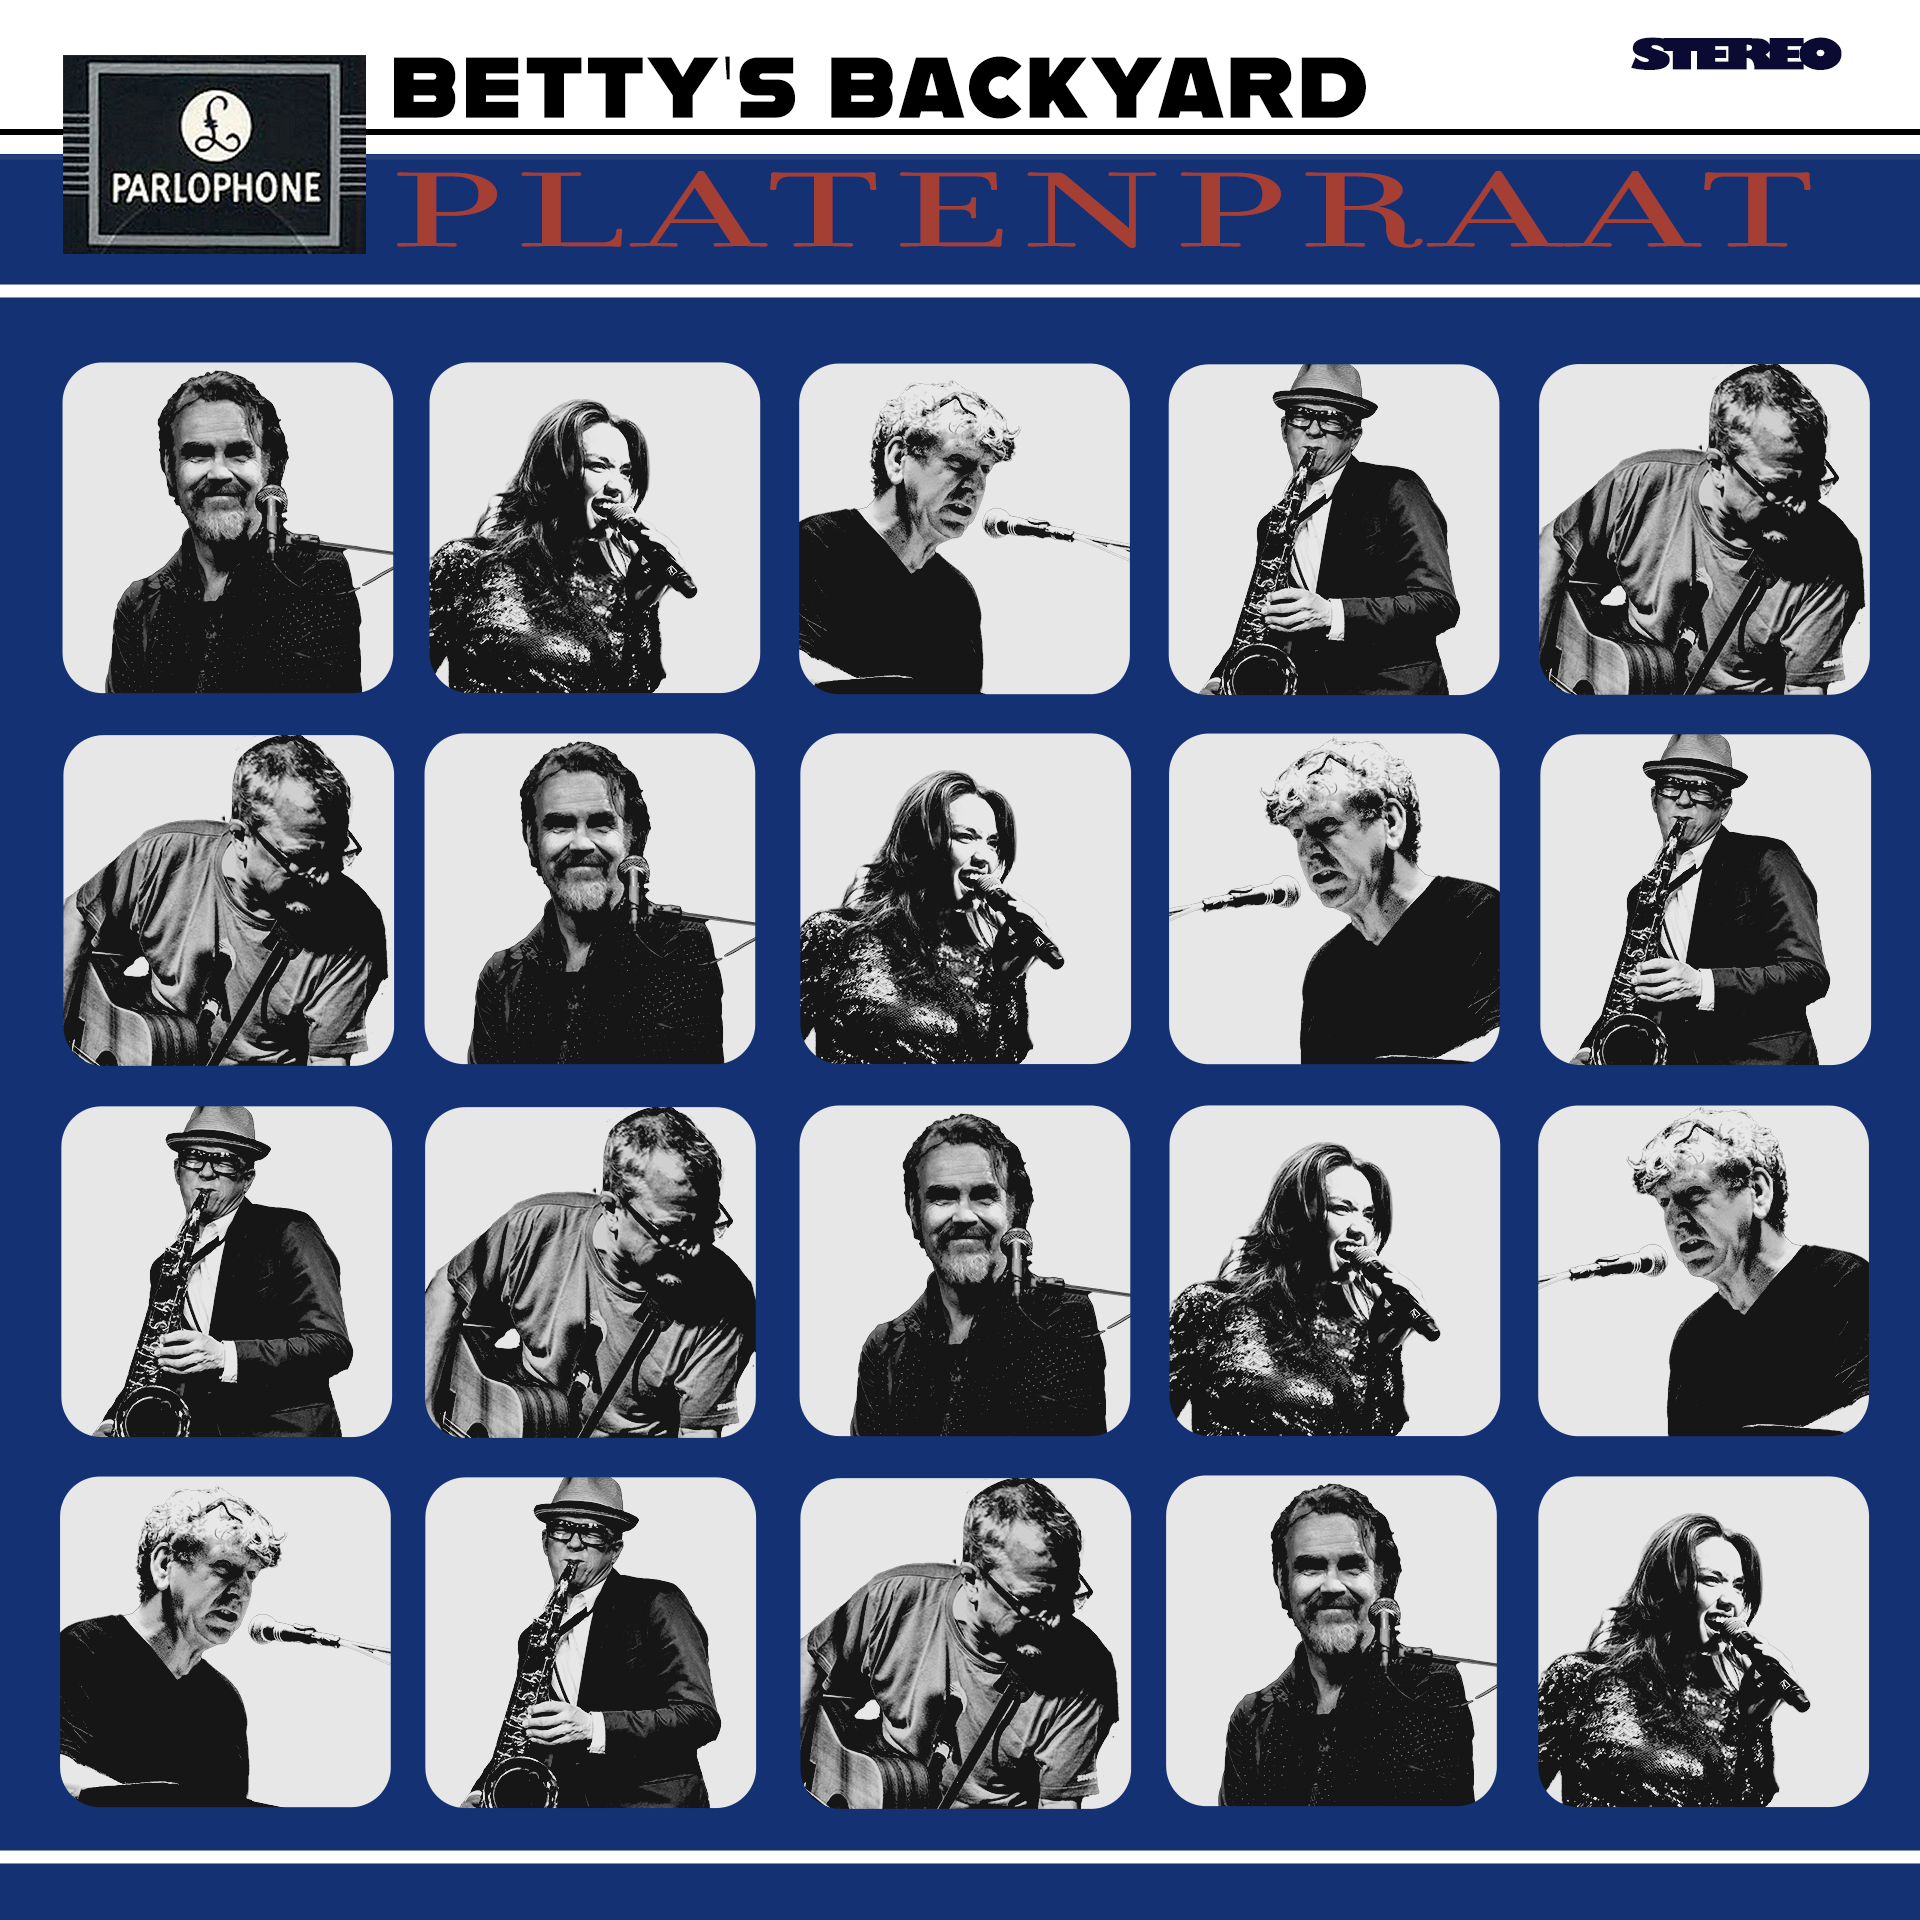 BETTY'S BACKYARD
STEREO
£
PARLOPHONE
PLATENPRAAT